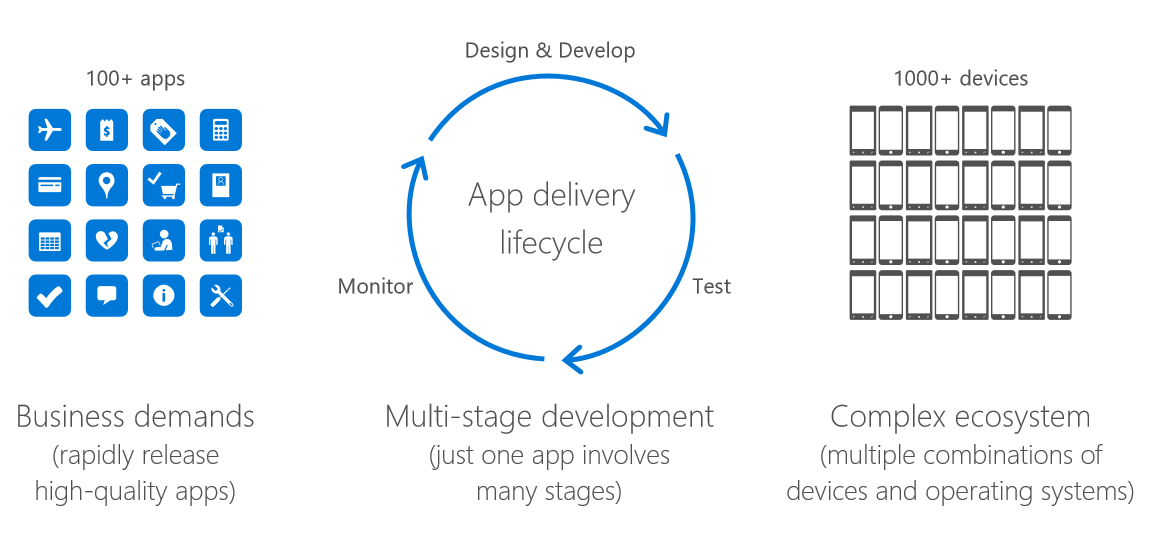 100+ apps
Business demands
(rapidly release
high-quality apps)
Design & Develop
App delivery
lifecycle
Monitor
Test
Multi-stage development
(just one app involves
many stages)
1000+ devices
Complex ecosystem
(multiple combinations of
devices and operating systems)